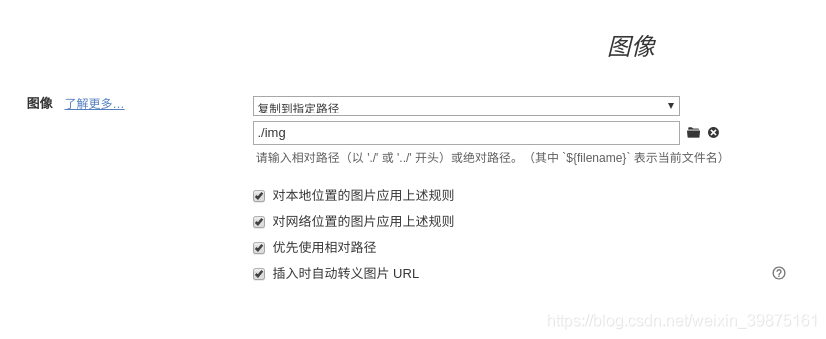 图像
图像 了解更多...
复制到指定路径
./img
请输入相对路径（以 './' 或 '../' 开头）或绝对路径。（其中 `${filename}` 表示当前文件名）
对本地位置的图片应用上述规则
对网络位置的图片应用上述规则
优先使用相对路径
插入时自动转义图片 URL
https://blog.csdn.net/weixin_39875161